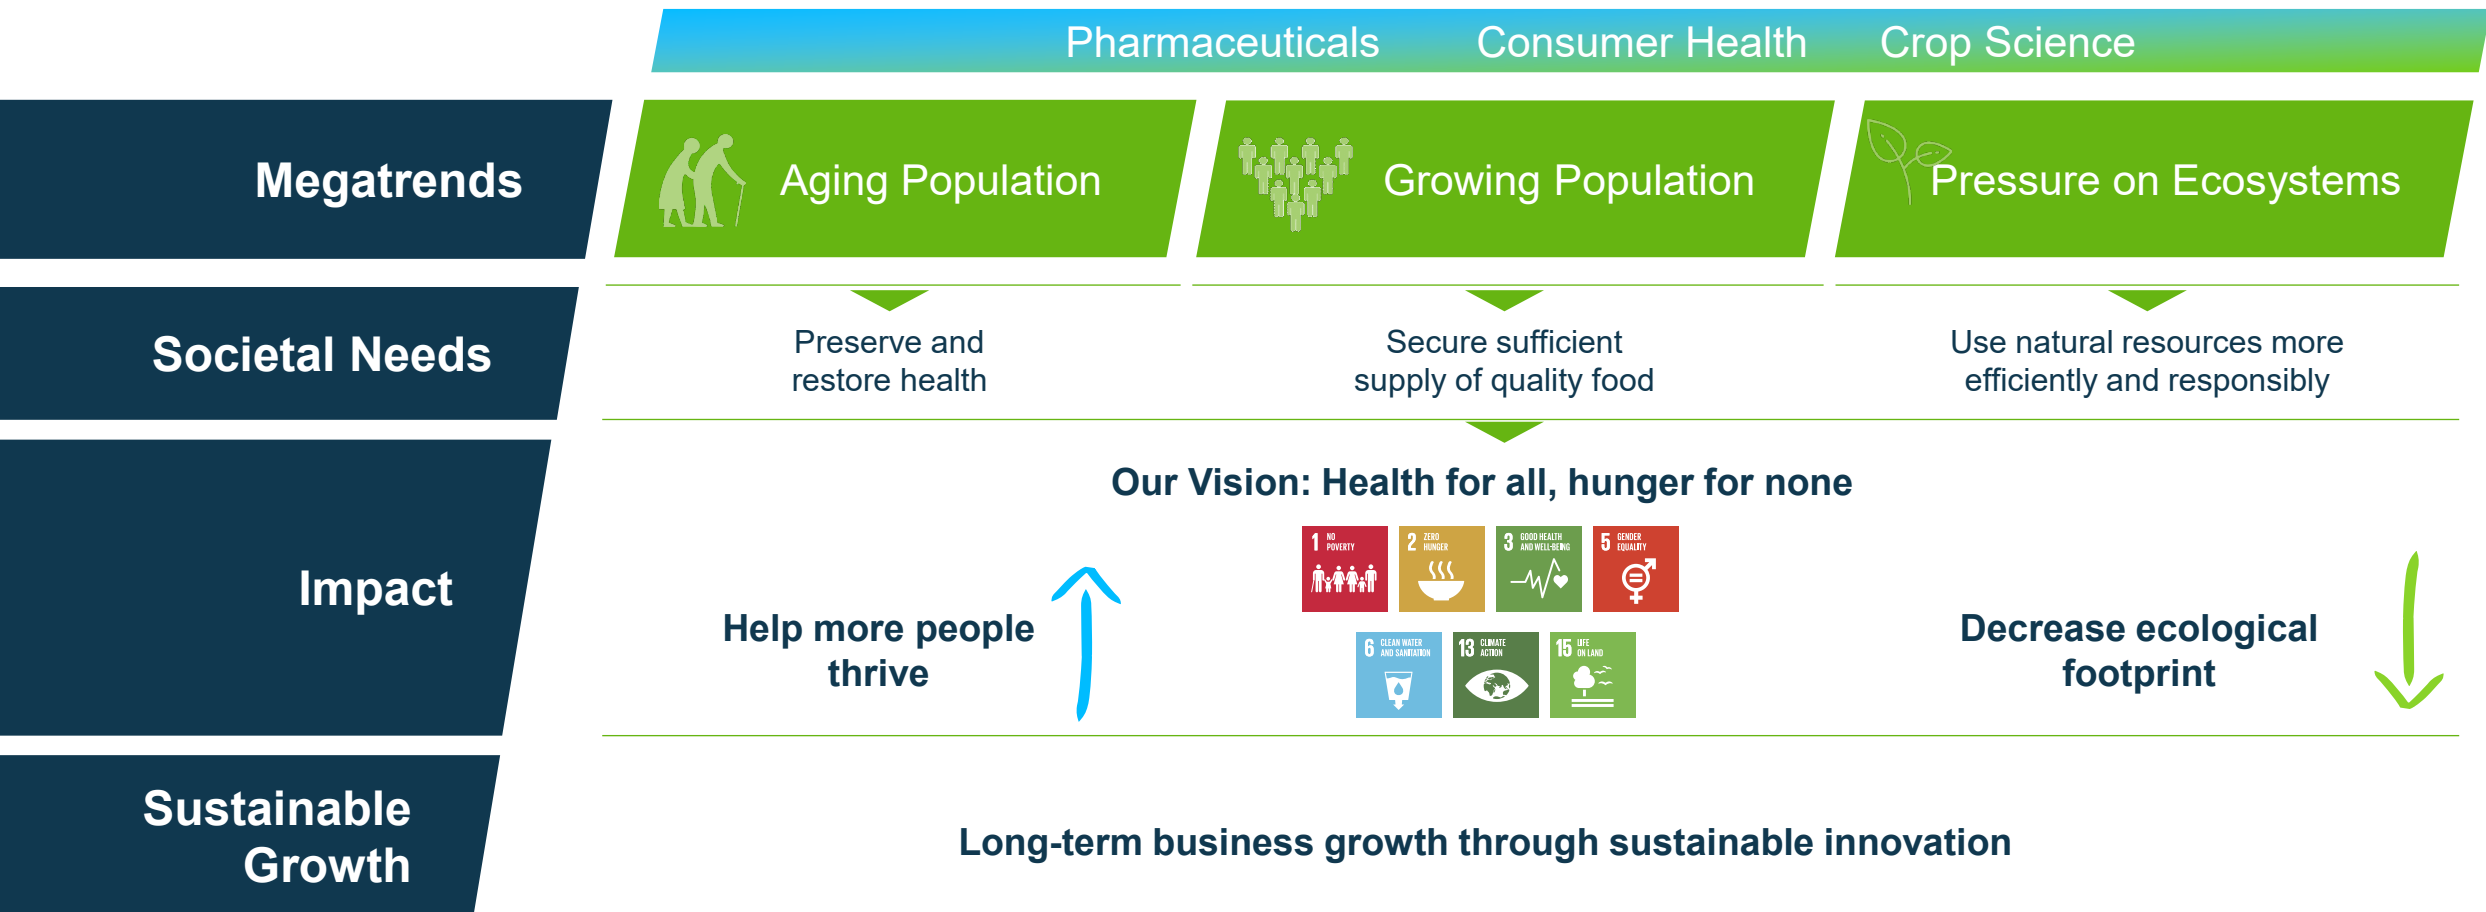 Pharmaceuticals Consumer Health Crop Science
Megatrends
Aging Population
Growing Population
Pressure on Ecosystems
Societal Needs
Preserve and
restore health
Secure sufficient
supply of quality food
Use natural resources more
efficiently and responsibly
Impact
Our Vision: Health for all, hunger for none
Help more people
thrive
1 NO
POVERTY
2 ZERO
HUNGER
3 GOOD HEALTH
AND WELL-BEING
5 GENDER
EQUALITY
6 CLEAN WATER
AND SANITATION
13 CLIMATE
ACTION
15 LIFE
ON LAND
Decrease ecological
footprint
Sustainable
Growth
Long-term business growth through sustainable innovation